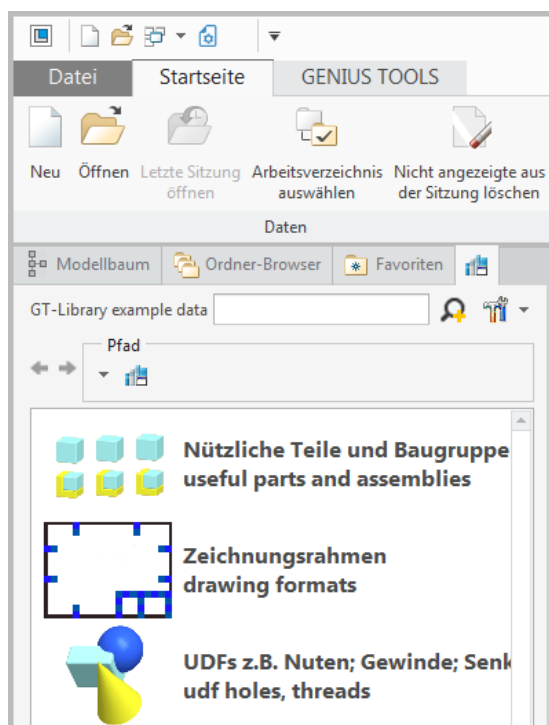 Datei Startseite GENIUS TOOLS
Neu Öffnen Letzte Sitzung Arbeitsverzeichnis Nicht angezeigte aus
öffnen auswählen der Sitzung löschen
Daten
Modellbaum Ordner-Browser Favoriten
GT-Library example data
Pfad
Nützliche Teile und Baugruppe
useful parts and assemblies
Zeichnungsrahmen
drawing formats
UDFs z.B. Nuten; Gewinde; Senk
udf holes, threads